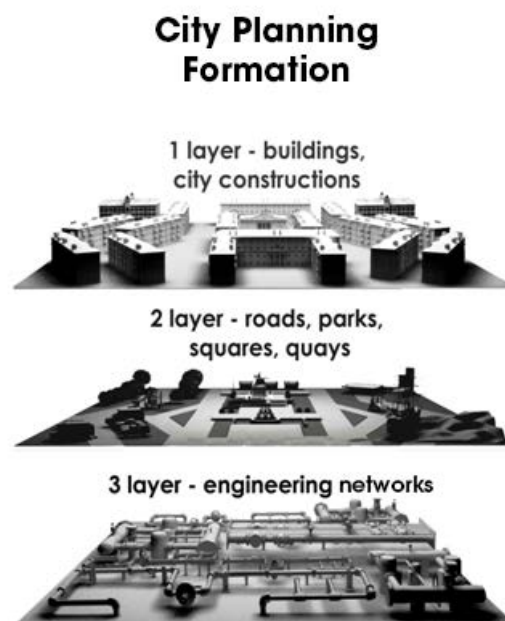 City Planning
Formation
1 layer - buildings,
city constructions
2 layer - roads, parks,
squares, quays
3 layer - engineering networks